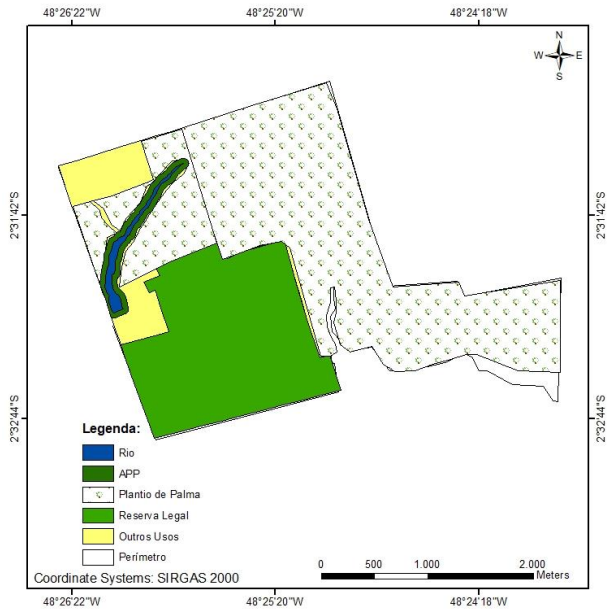 48°26'22"W 48°25'20"W 48°24'18"W
N
W E
S
2°31'42"S 2°31'42"S
2°32'44"S 2°32'44"S
Legenda:
Rio
APP
Plantio de Palma
Reserva Legal
Outros Usos
Perímetro
0 500 1.000 2.000
Meters
Coordinate Systems: SIRGAS 2000
48°26'22"W 48°25'20"W 48°24'18"W